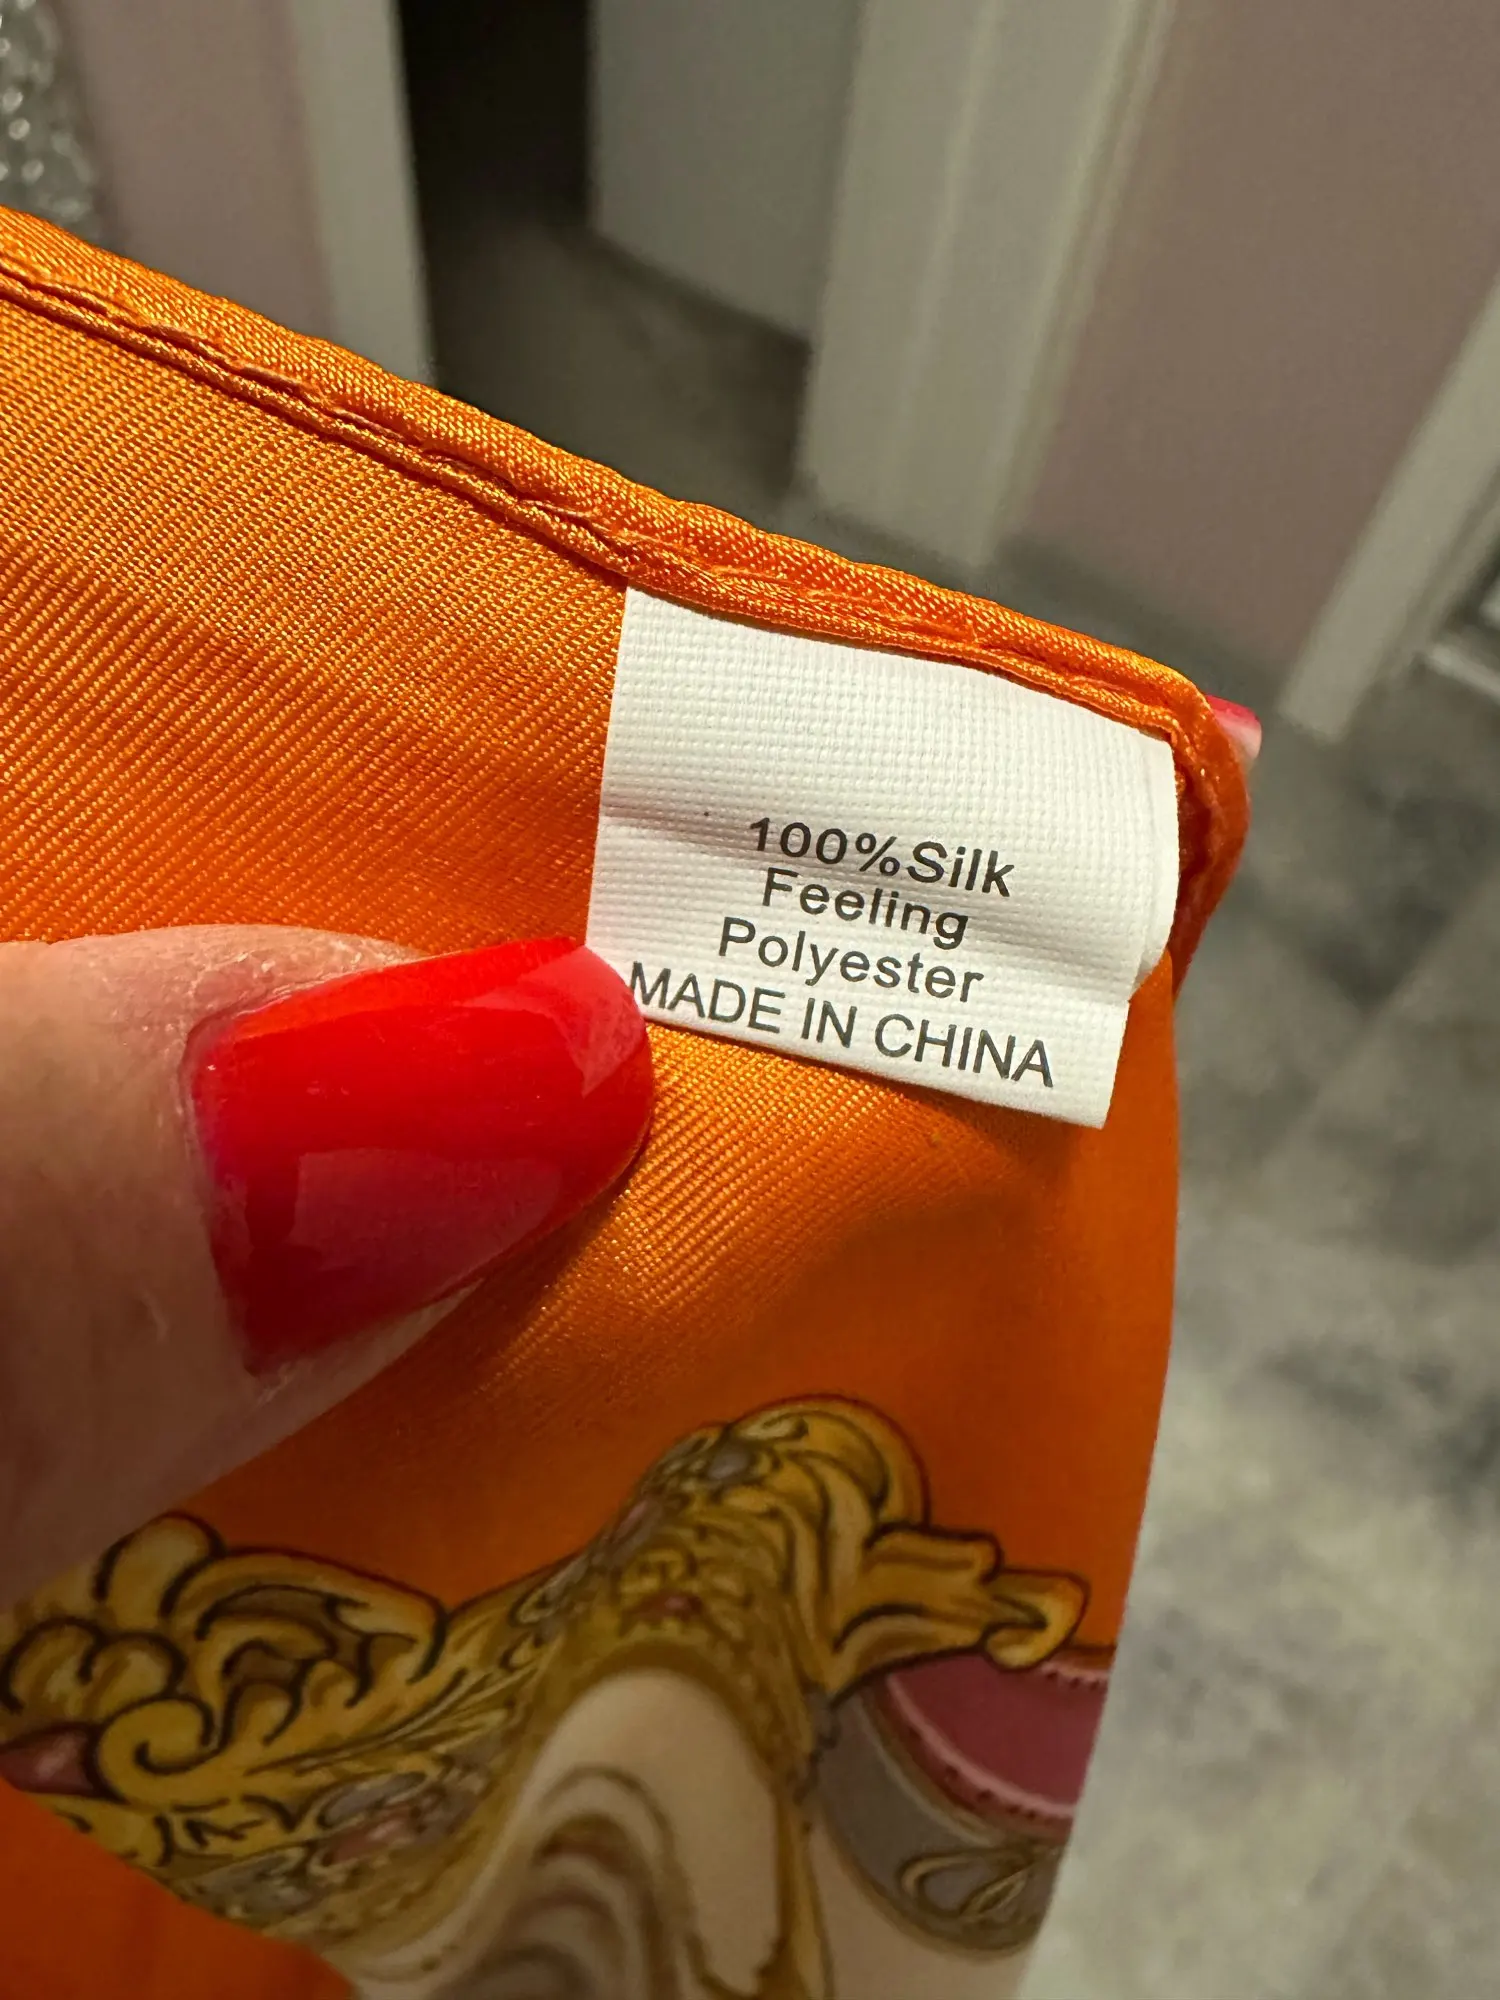 100%Silk
Feeling
Polyester
MADE IN CHINA